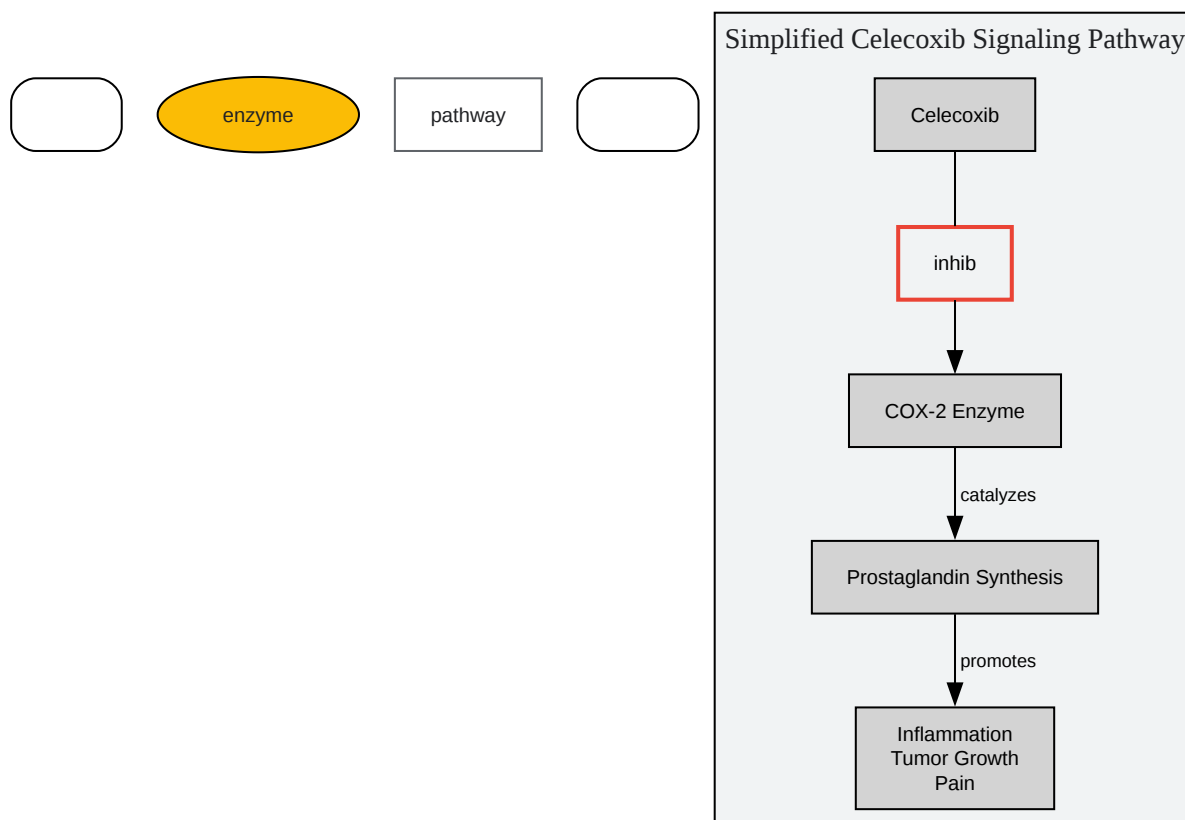 Simplified Celecoxib Signaling Pathway
enzyme
pathway
Celecoxib
inhib
COX-2 Enzyme
catalyzes
Prostaglandin Synthesis
promotes
Inflammation
Tumor Growth
Pain